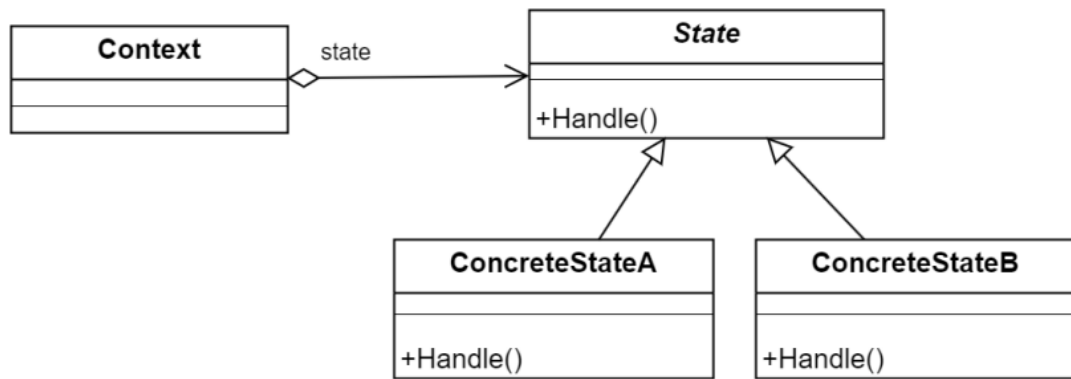 Context
state
State
+Handle()
ConcreteStateA
+Handle()
ConcreteStateB
+Handle()